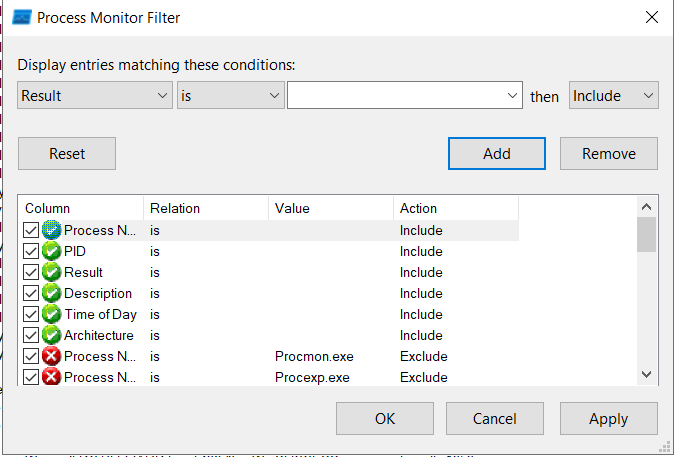 Process Monitor Filter
Display entries matching these conditions:
Result is then Include
Reset Add Remove
Column Relation Value Action
Process N... is Include
PID is Include
Result is Include
Description is Include
Time of Day is Include
Architecture is Include
Process N... is Procmon.exe Exclude
Process N... is Procexp.exe Exclude
OK Cancel Apply